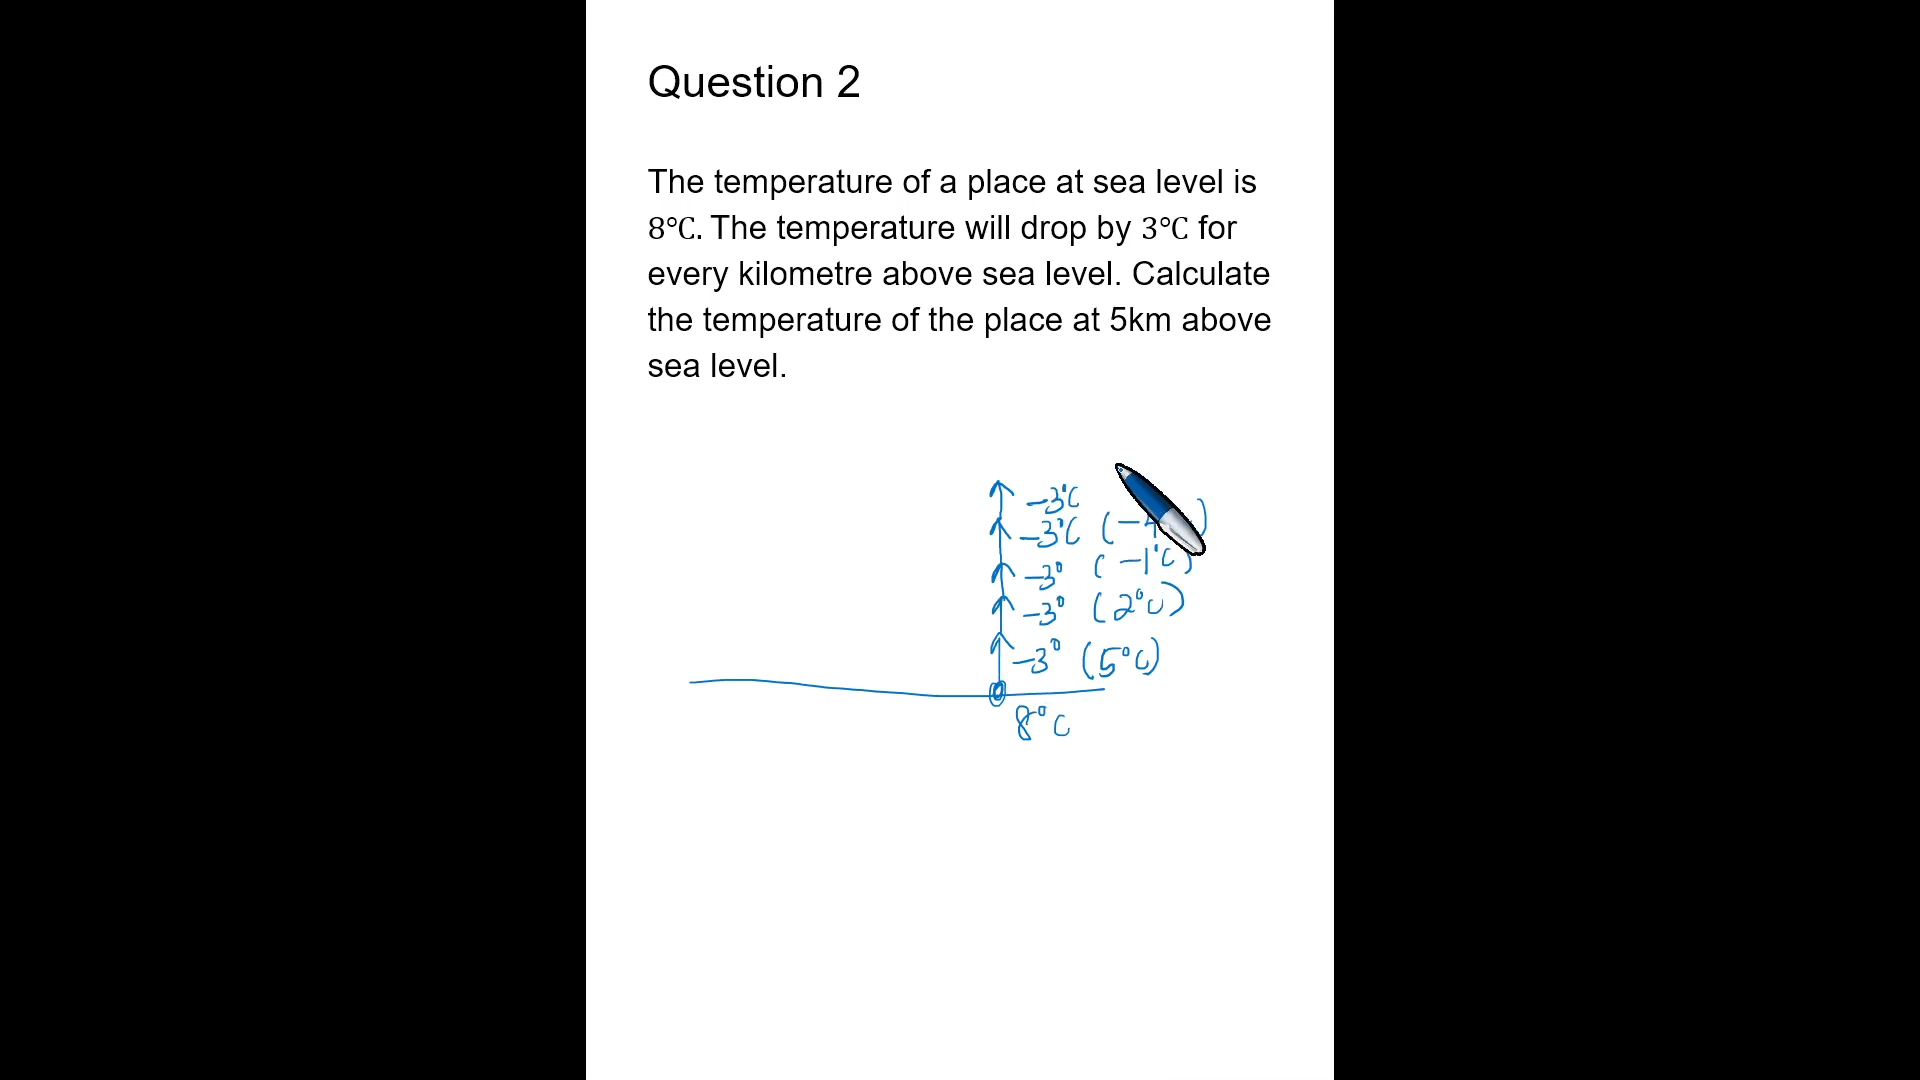 Question 2
The temperature of a place at sea level is
8°C. The temperature will drop by 3°C for
every kilometre above sea level. Calculate
the temperature of the place at 5km above
sea level.
-3°C
-3°C (-4 )
-3° (-1°C)
-3° (2°C)
-3° (5°C)
8°C